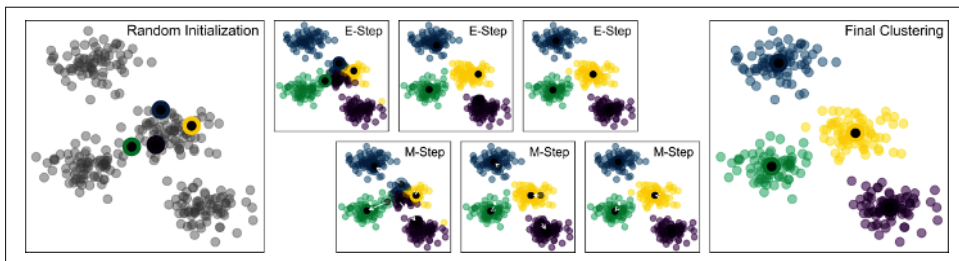 Random Initialization
E-Step
E-Step
E-Step
M-Step
M-Step
M-Step
Final Clustering